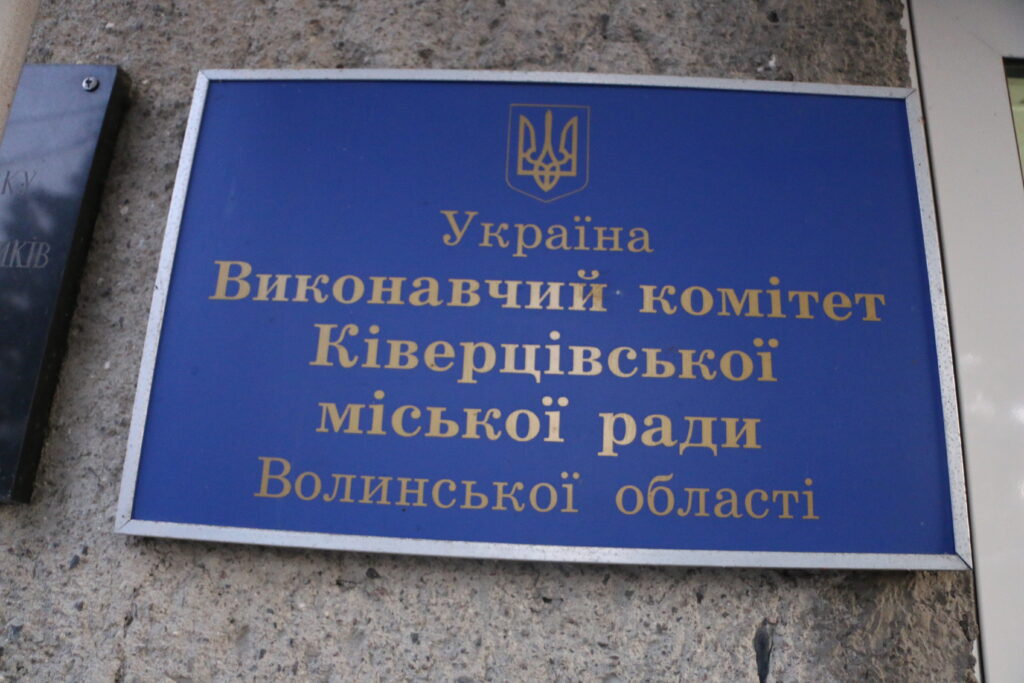 Україна
Виконавчий комітет
Ківерцівської
міської ради
Волинської області